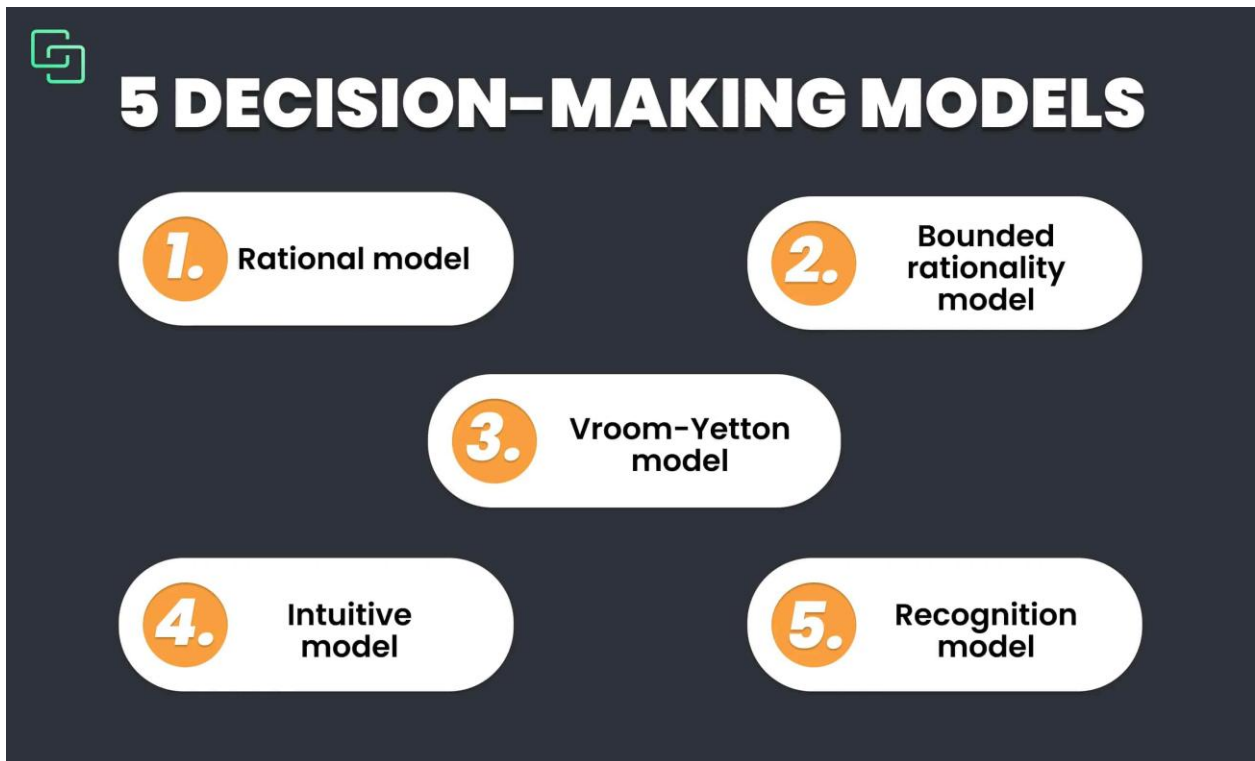 5 DECISION-MAKING MODELS
1. Rational model
2. Bounded
rationality
model
3. Vroom-Yetton
model
4. Intuitive
model
5. Recognition
model